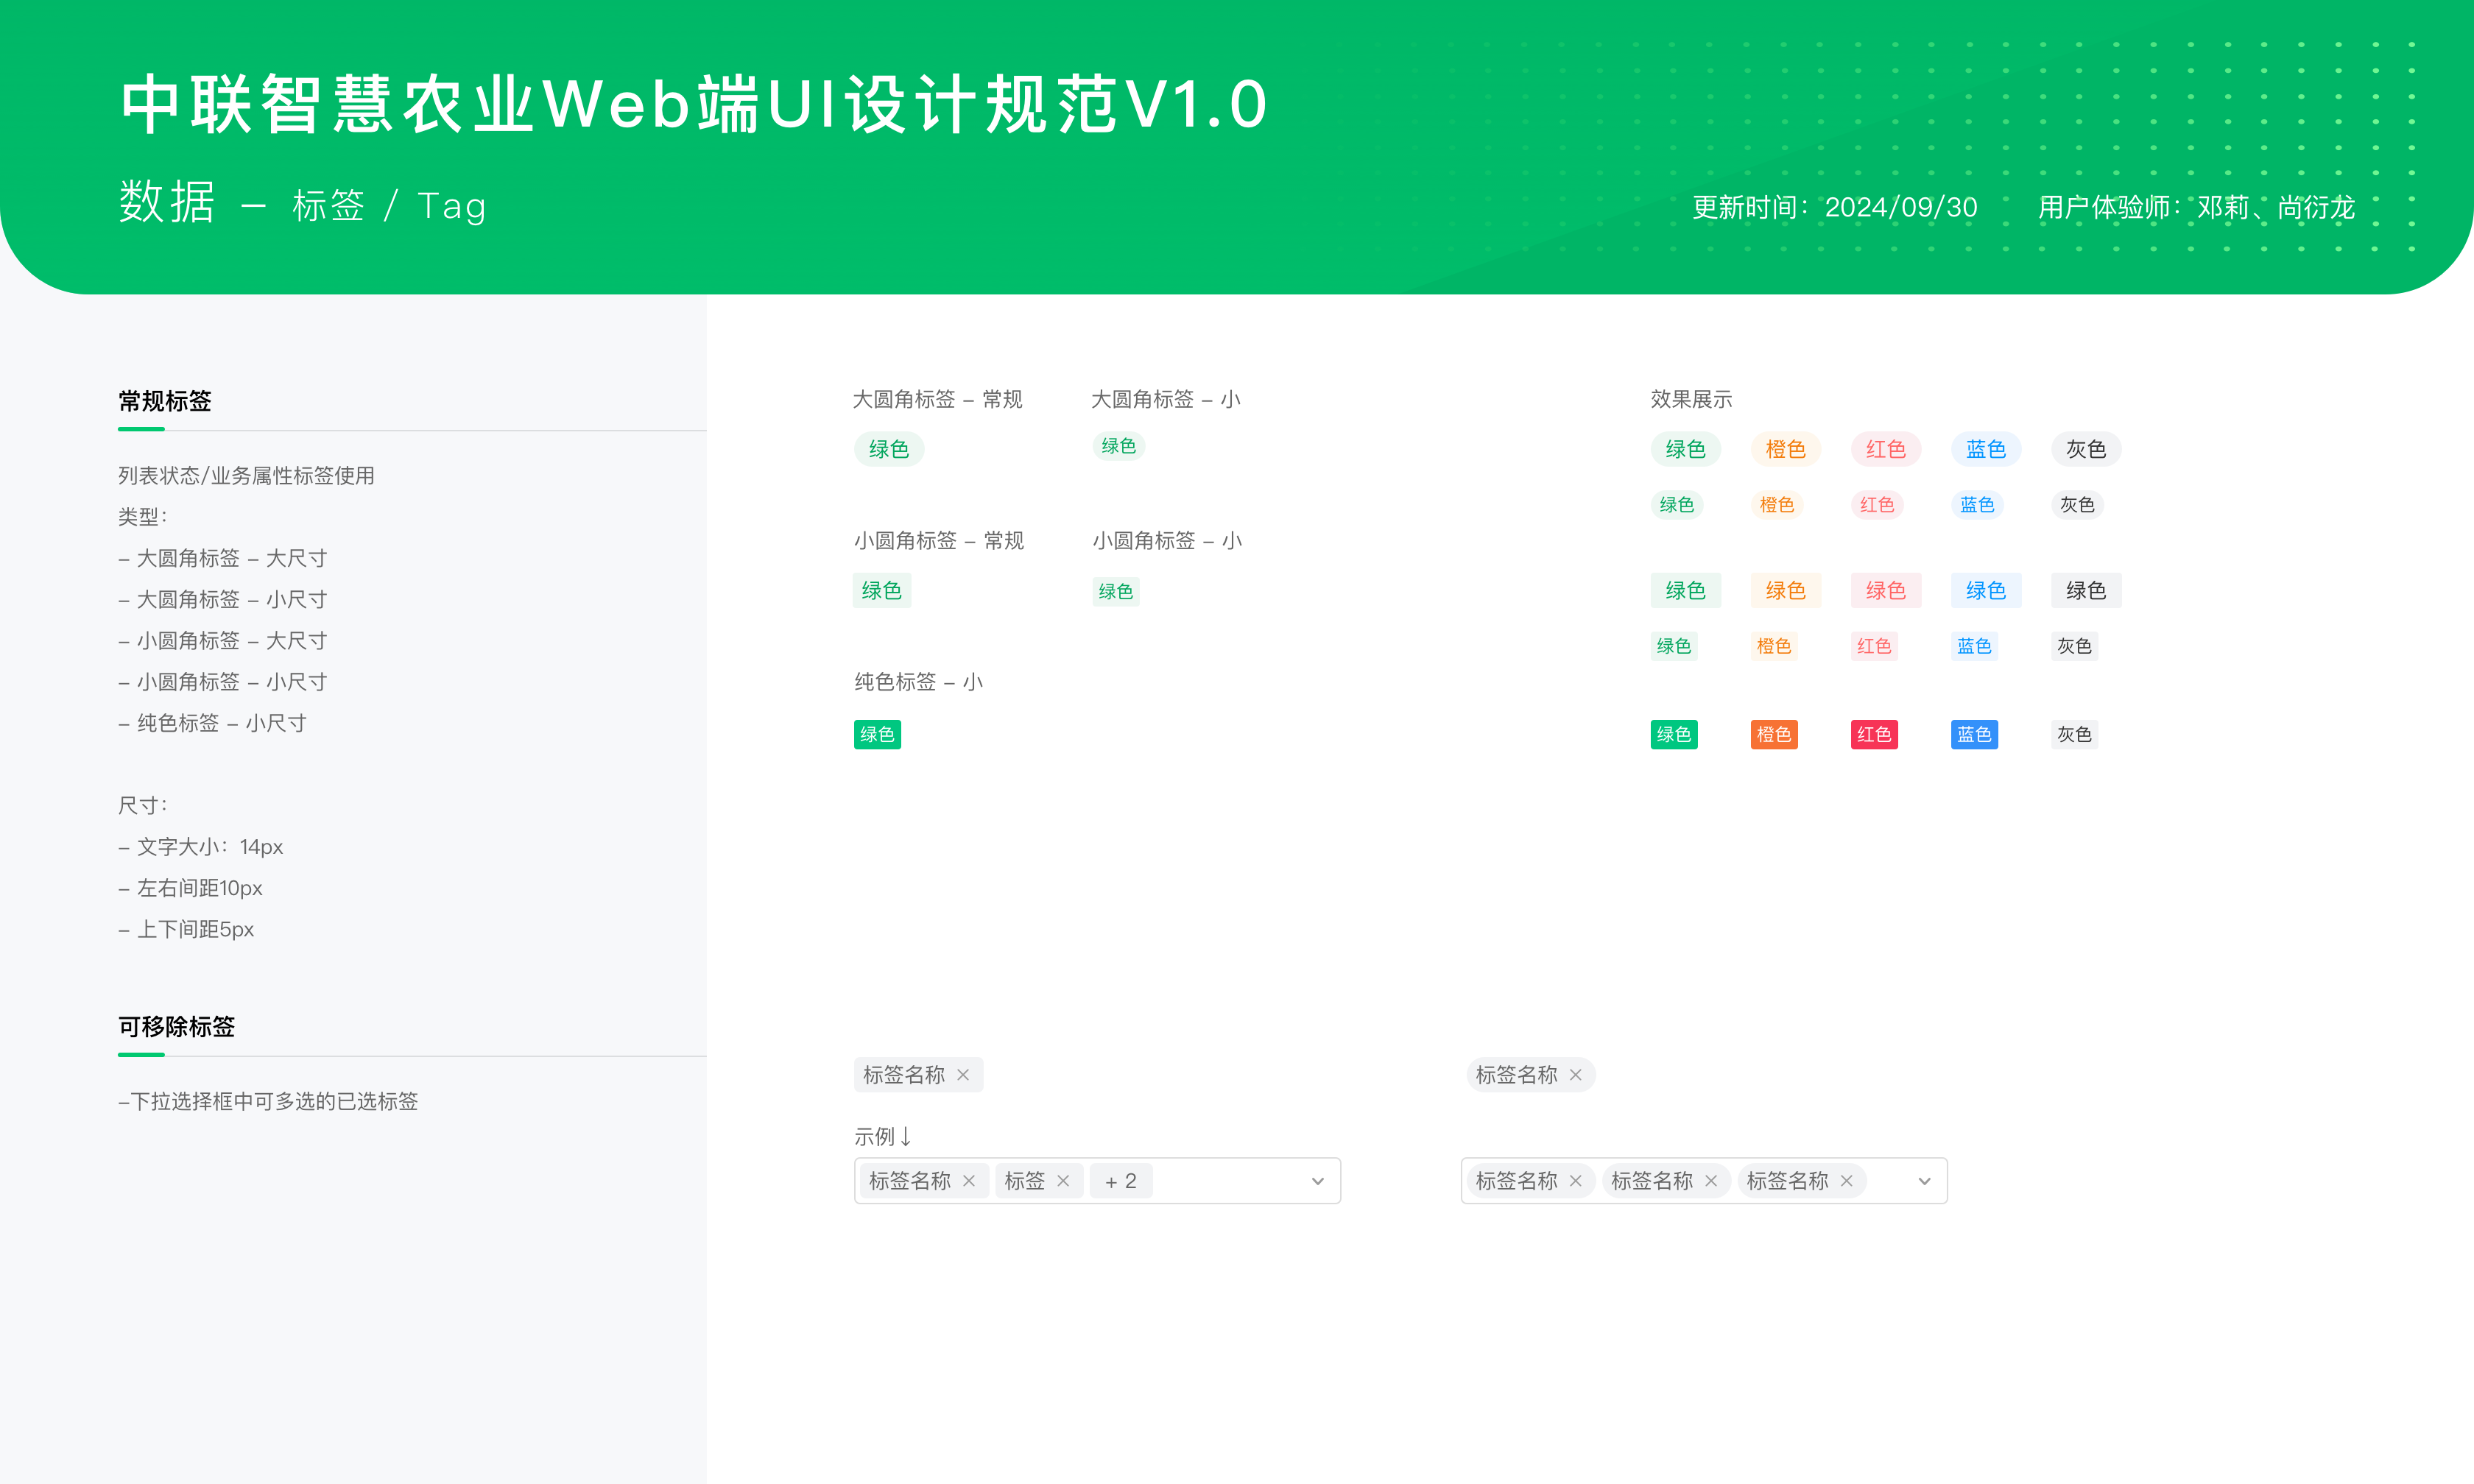 中联智慧农业Web端UI设计规范V1.0
数据 – 标签 / Tag
更新时间：2024/09/30 用户体验师：邓莉、尚衍龙
常规标签
列表状态/业务属性标签使用
类型：
– 大圆角标签 – 大尺寸
– 大圆角标签 – 小尺寸
– 小圆角标签 – 大尺寸
– 小圆角标签 – 小尺寸
– 纯色标签 – 小尺寸
尺寸：
– 文字大小：14px
– 左右间距10px
– 上下间距5px
可移除标签
–下拉选择框中可多选的已选标签
大圆角标签 – 常规 大圆角标签 – 小
绿色 绿色
小圆角标签 – 常规 小圆角标签 – 小
绿色 绿色
纯色标签 – 小
绿色
效果展示
绿色 橙色 红色 蓝色 灰色
绿色 橙色 红色 蓝色 灰色
绿色 绿色 绿色 绿色 绿色
绿色 橙色 红色 蓝色 灰色
绿色 橙色 红色 蓝色 灰色
标签名称 × 标签名称 ×
示例↓
标签名称 × 标签 × + 2
标签名称 × 标签名称 × 标签名称 ×